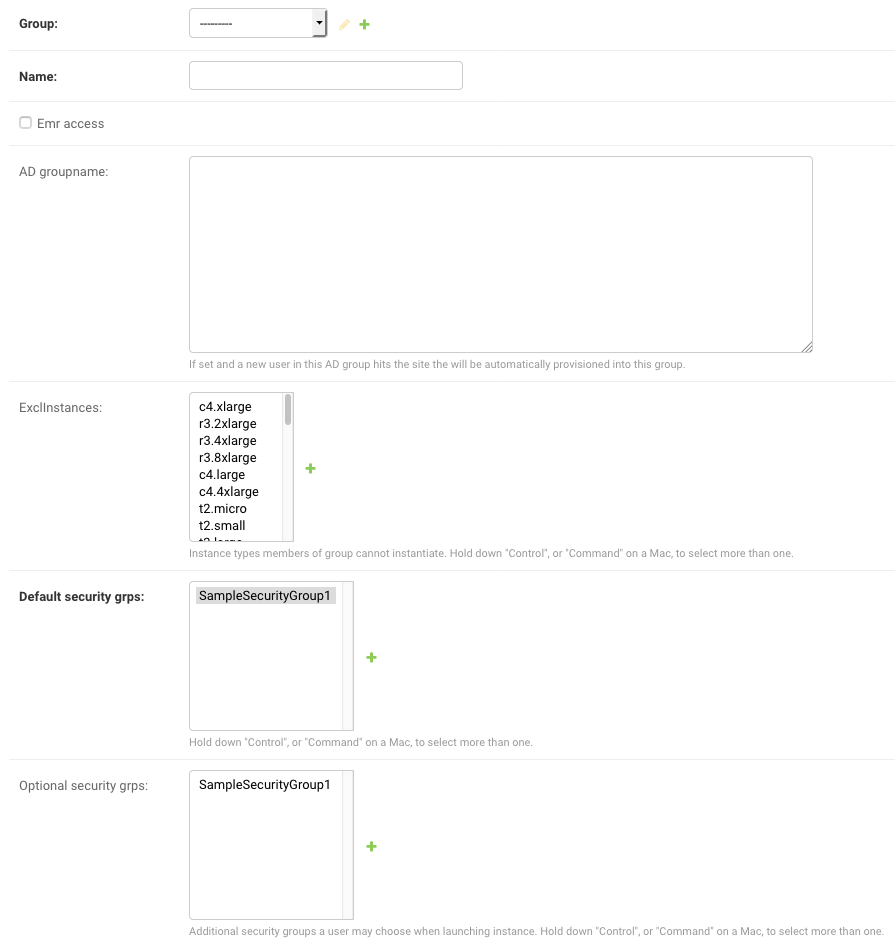 Group:
---------
Name:
Emr access
AD groupname:
If set and a new user in this AD group hits the site the will be automatically provisioned into this group.
ExclInstances:
c4.xlarge
r3.2xlarge
r3.4xlarge
r3.8xlarge
c4.large
c4.4xlarge
t2.micro
t2.small
t2.large
Instance types members of group cannot instantiate. Hold down "Control", or "Command" on a Mac, to select more than one.
Default security grps:
SampleSecurityGroup1
Hold down "Control", or "Command" on a Mac, to select more than one.
Optional security grps:
SampleSecurityGroup1
Additional security groups a user may choose when launching instance. Hold down "Control", or "Command" on a Mac, to select more than one.